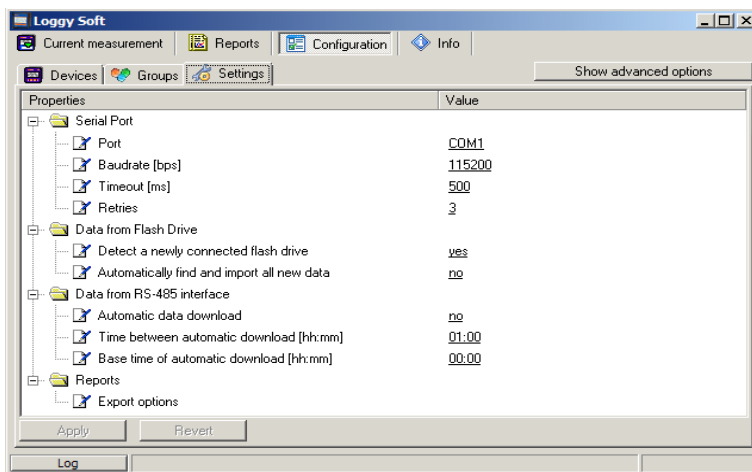 Loggy Soft
Current measurement Reports Configuration Info
Devices Groups Settings Show advanced options
Properties Value
Serial Port
Port COM1
Baudrate [bps] 115200
Timeout [ms] 500
Retries 3
Data from Flash Drive
Detect a newly connected flash drive yes
Automatically find and import all new data no
Data from RS-485 interface
Automatic data download no
Time between automatic download [hh:mm] 01:00
Base time of automatic download [hh:mm] 00:00
Reports
Export options
Apply Revert
Log